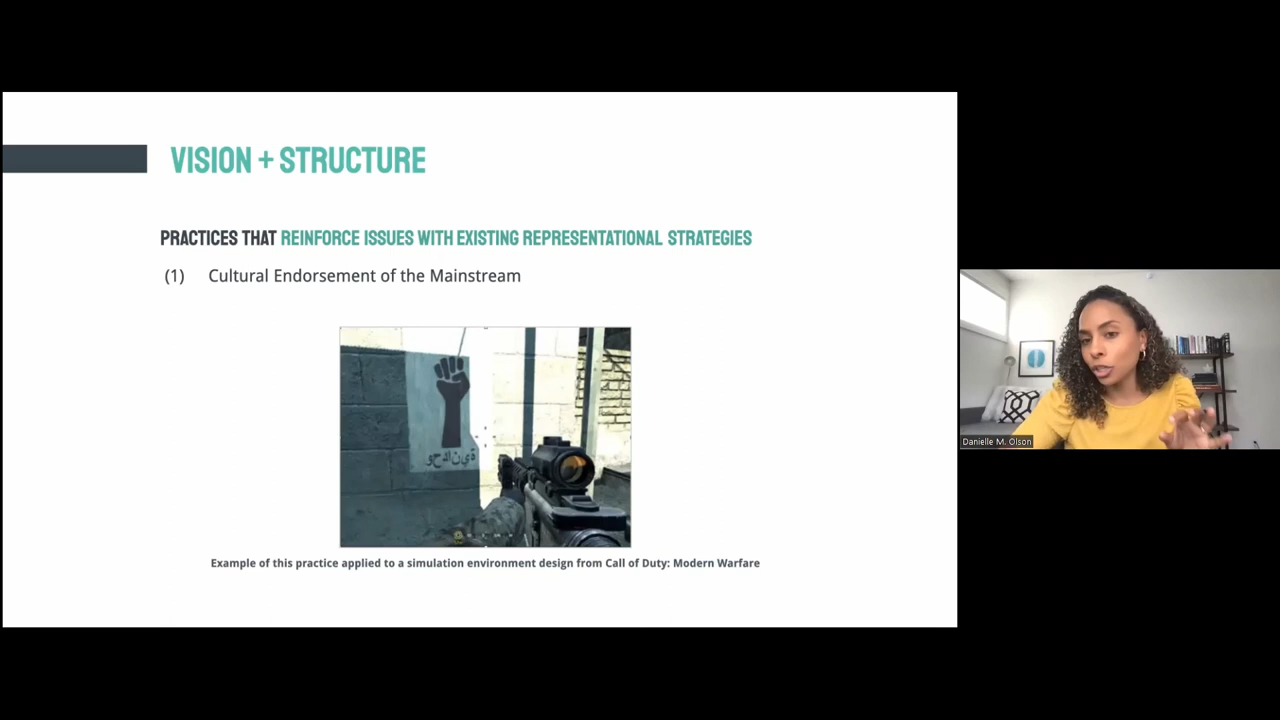 VISION + STRUCTURE
PRACTICES THAT REINFORCE ISSUES WITH EXISTING REPRESENTATIONAL STRATEGIES
(1) Cultural Endorsement of the Mainstream
ةينادحو
Example of this practice applied to a simulation environment design from Call of Duty: Modern Warfare
Danielle M. Olson